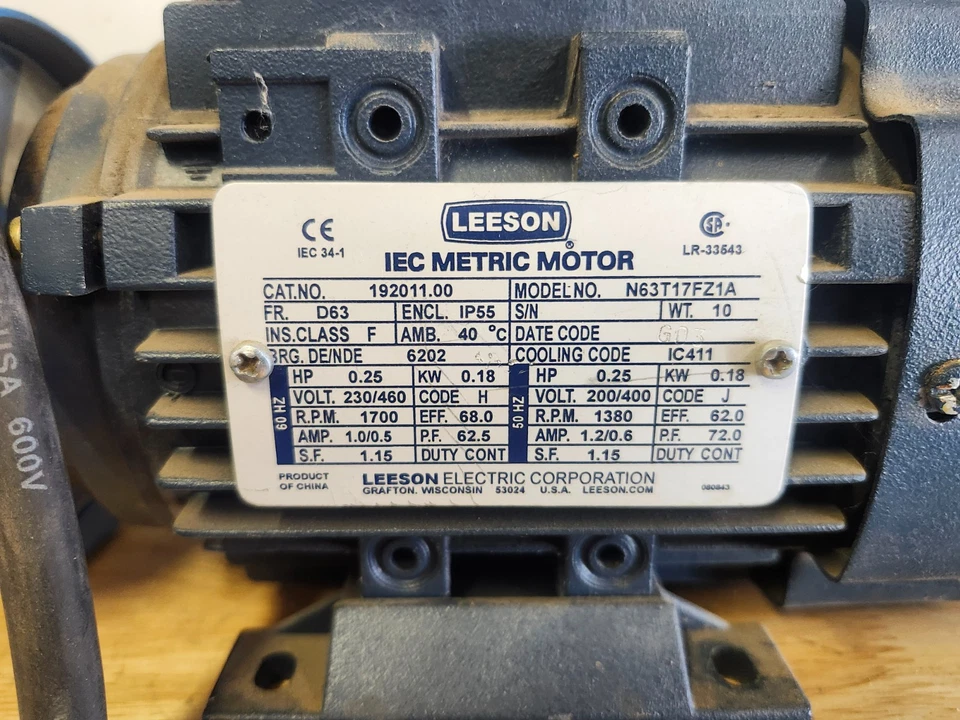 CE
IEC 34-1
LEESON®
SA
LR-33543
IEC METRIC MOTOR
CAT.NO. 192011.00 MODEL NO. N63T17FZ1A
FR. D63 ENCL. IP55 S/N WT. 10
INS.CLASS F AMB. 40 °C DATE CODE
BRG. DE/NDE 6202 COOLING CODE IC411
60 HZ
HP 0.25 KW 0.18
VOLT. 230/460 CODE H
R.P.M. 1700 EFF. 68.0
AMP. 1.0/0.5 P.F. 62.5
S.F. 1.15 DUTY CONT
50 HZ
HP 0.25 KW 0.18
VOLT. 200/400 CODE J
R.P.M. 1380 EFF. 62.0
AMP. 1.2/0.6 P.F. 72.0
S.F. 1.15 DUTY CONT
PRODUCT
OF CHINA
LEESON ELECTRIC CORPORATION
GRAFTON, WISCONSIN 53024 U.S.A. LEESON.COM
080843
USA 600V